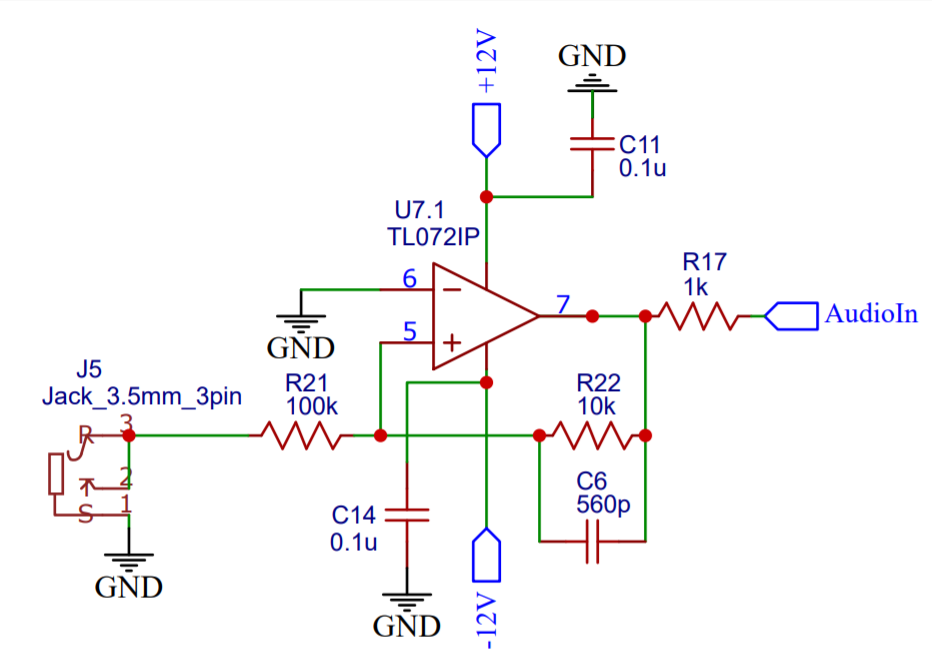 +12V
GND
C11
0.1u
U7.1
TL072IP
6
5
7
R17
1k
AudioIn
GND
J5
Jack_3.5mm_3pin
R
3
2
1
S
GND
R21
100k
R22
10k
C6
560p
C14
0.1u
GND
-12V